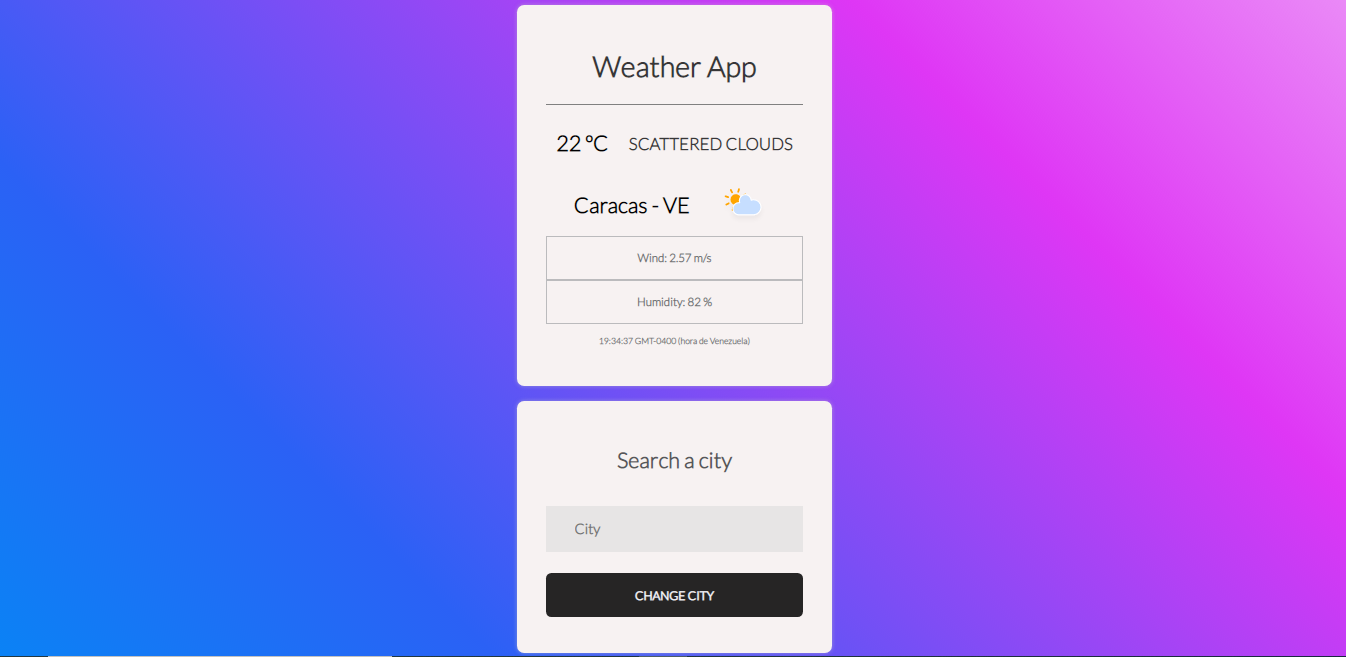 Weather App
22 ºC SCATTERED CLOUDS
Caracas - VE
Wind: 2.57 m/s
Humidity: 82 %
19:34:37 GMT-0400 (hora de Venezuela)
Search a city
City
CHANGE CITY